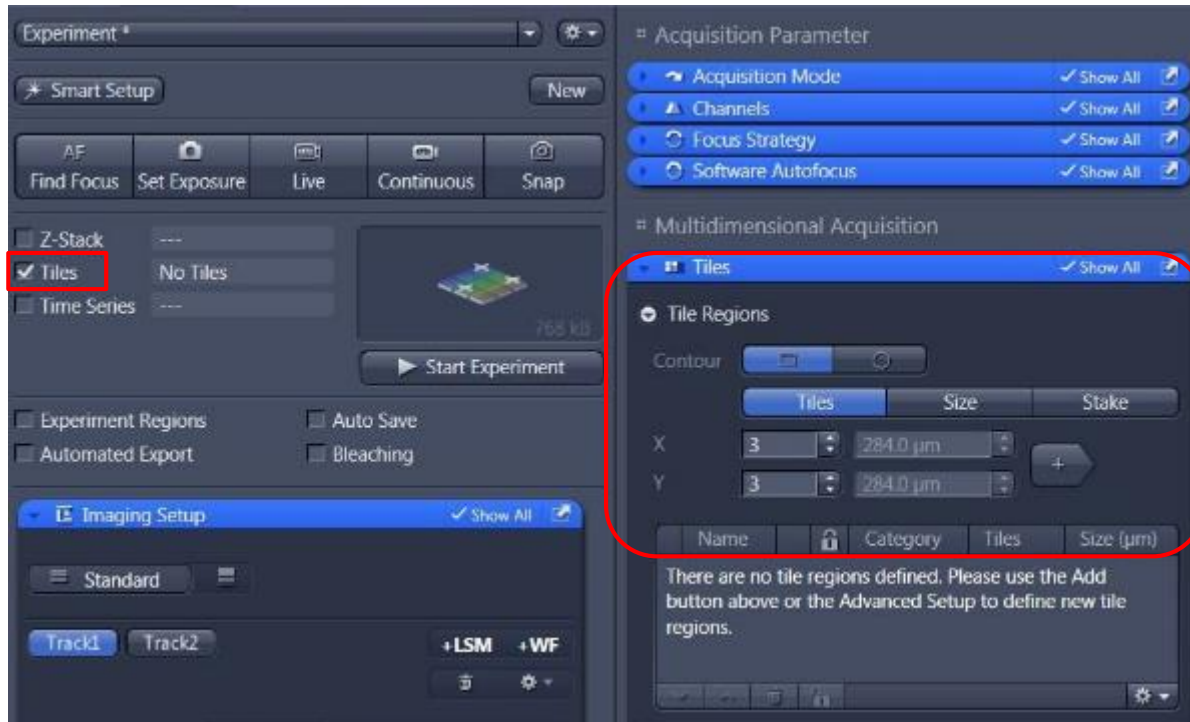 Experiment *
Smart Setup
New
AF
Find Focus
Set Exposure
Live
Continuous
Snap
Z-Stack
---
Tiles
No Tiles
Time Series
---
768 kB
Start Experiment
Experiment Regions
Auto Save
Automated Export
Bleaching
Imaging Setup
Show All
Standard
Track1
Track2
+LSM
+WF
Acquisition Parameter
Acquisition Mode
Show All
Channels
Show All
Focus Strategy
Show All
Software Autofocus
Show All
Multidimensional Acquisition
Tiles
Show All
Tile Regions
Contour
Tiles
Size
Stake
X
3
284.0 µm
+
Y
3
284.0 µm
Name
Category
Tiles
Size (µm)
There are no tile regions defined. Please use the Add
button above or the Advanced Setup to define new tile
regions.